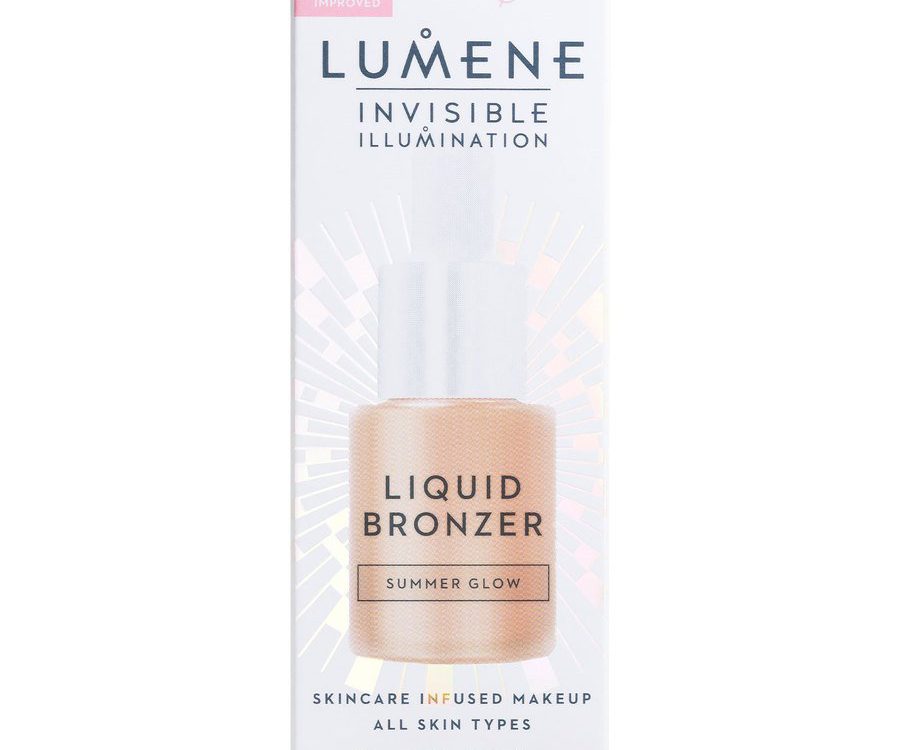 IMPROVED
LUMENE
INVISIBLE
ILLUMINATION
LIQUID
BRONZER
SUMMER GLOW
SKINCARE INFUSED MAKEUP
ALL SKIN TYPES